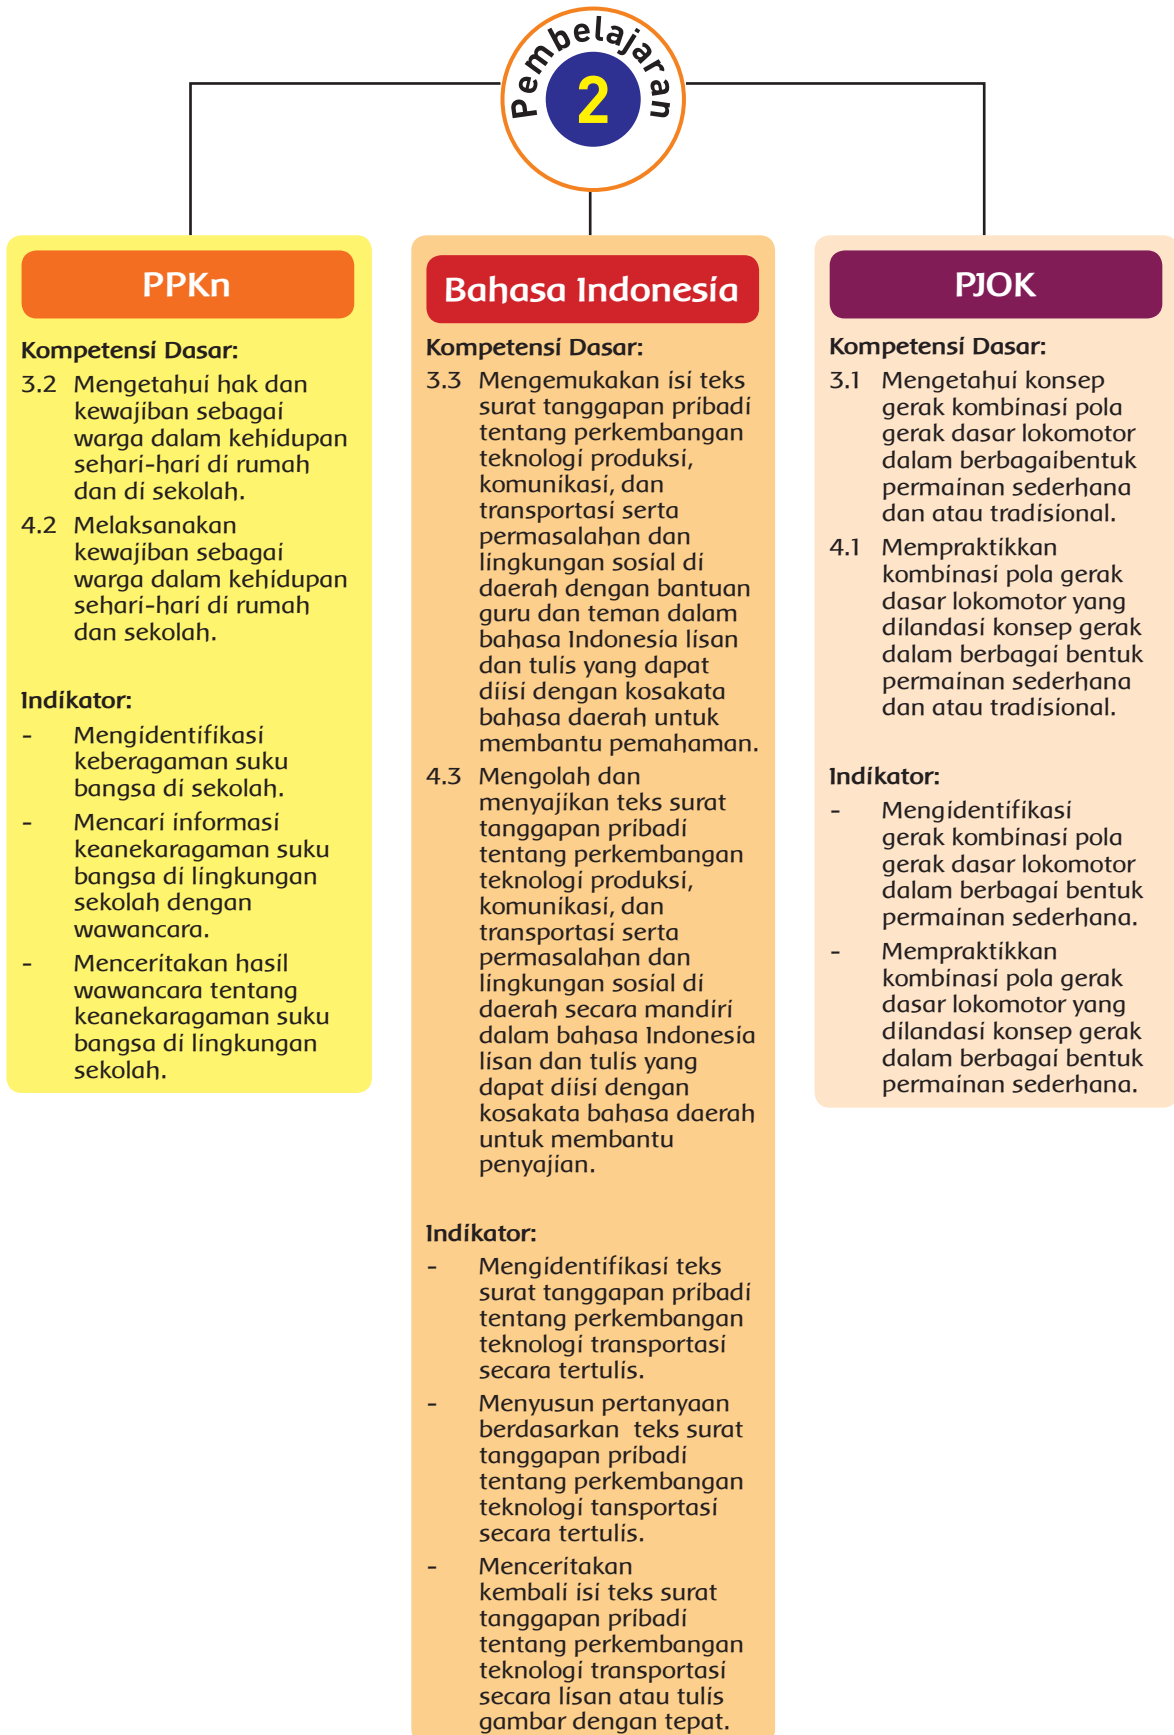 Pembelajaran
2
PPKn
Kompetensi Dasar:
3.2 Mengetahui hak dan
kewajiban sebagai
warga dalam kehidupan
sehari-hari di rumah
dan di sekolah.
4.2 Melaksanakan
kewajiban sebagai
warga dalam kehidupan
sehari-hari di rumah
dan sekolah.
Indikator:
- Mengidentifikasi
keberagaman suku
bangsa di sekolah.
- Mencari informasi
keanekaragaman suku
bangsa di lingkungan
sekolah dengan
wawancara.
- Menceritakan hasil
wawancara tentang
keanekaragaman suku
bangsa di lingkungan
sekolah.
Bahasa Indonesia
Kompetensi Dasar:
3.3 Mengemukakan isi teks
surat tanggapan pribadi
tentang perkembangan
teknologi produksi,
komunikasi, dan
transportasi serta
permasalahan dan
lingkungan sosial di
daerah dengan bantuan
guru dan teman dalam
bahasa Indonesia lisan
dan tulis yang dapat
diisi dengan kosakata
bahasa daerah untuk
membantu pemahaman.
4.3 Mengolah dan
menyajikan teks surat
tanggapan pribadi
tentang perkembangan
teknologi produksi,
komunikasi, dan
transportasi serta
permasalahan dan
lingkungan sosial di
daerah secara mandiri
dalam bahasa Indonesia
lisan dan tulis yang
dapat diisi dengan
kosakata bahasa daerah
untuk membantu
penyajian.
Indikator:
- Mengidentifikasi teks
surat tanggapan pribadi
tentang perkembangan
teknologi transportasi
secara tertulis.
- Menyusun pertanyaan
berdasarkan teks surat
tanggapan pribadi
tentang perkembangan
teknologi tansportasi
secara tertulis.
- Menceritakan
kembali isi teks surat
tanggapan pribadi
tentang perkembangan
teknologi transportasi
secara lisan atau tulis
gambar dengan tepat.
PJOK
Kompetensi Dasar:
3.1 Mengetahui konsep
gerak kombinasi pola
gerak dasar lokomotor
dalam berbagaibentuk
permainan sederhana
dan atau tradisional.
4.1 Mempraktikkan
kombinasi pola gerak
dasar lokomotor yang
dilandasi konsep gerak
dalam berbagai bentuk
permainan sederhana
dan atau tradisional.
Indikator:
- Mengidentifikasi
gerak kombinasi pola
gerak dasar lokomotor
dalam berbagai bentuk
permainan sederhana.
- Mempraktikkan
kombinasi pola gerak
dasar lokomotor yang
dilandasi konsep gerak
dalam berbagai bentuk
permainan sederhana.